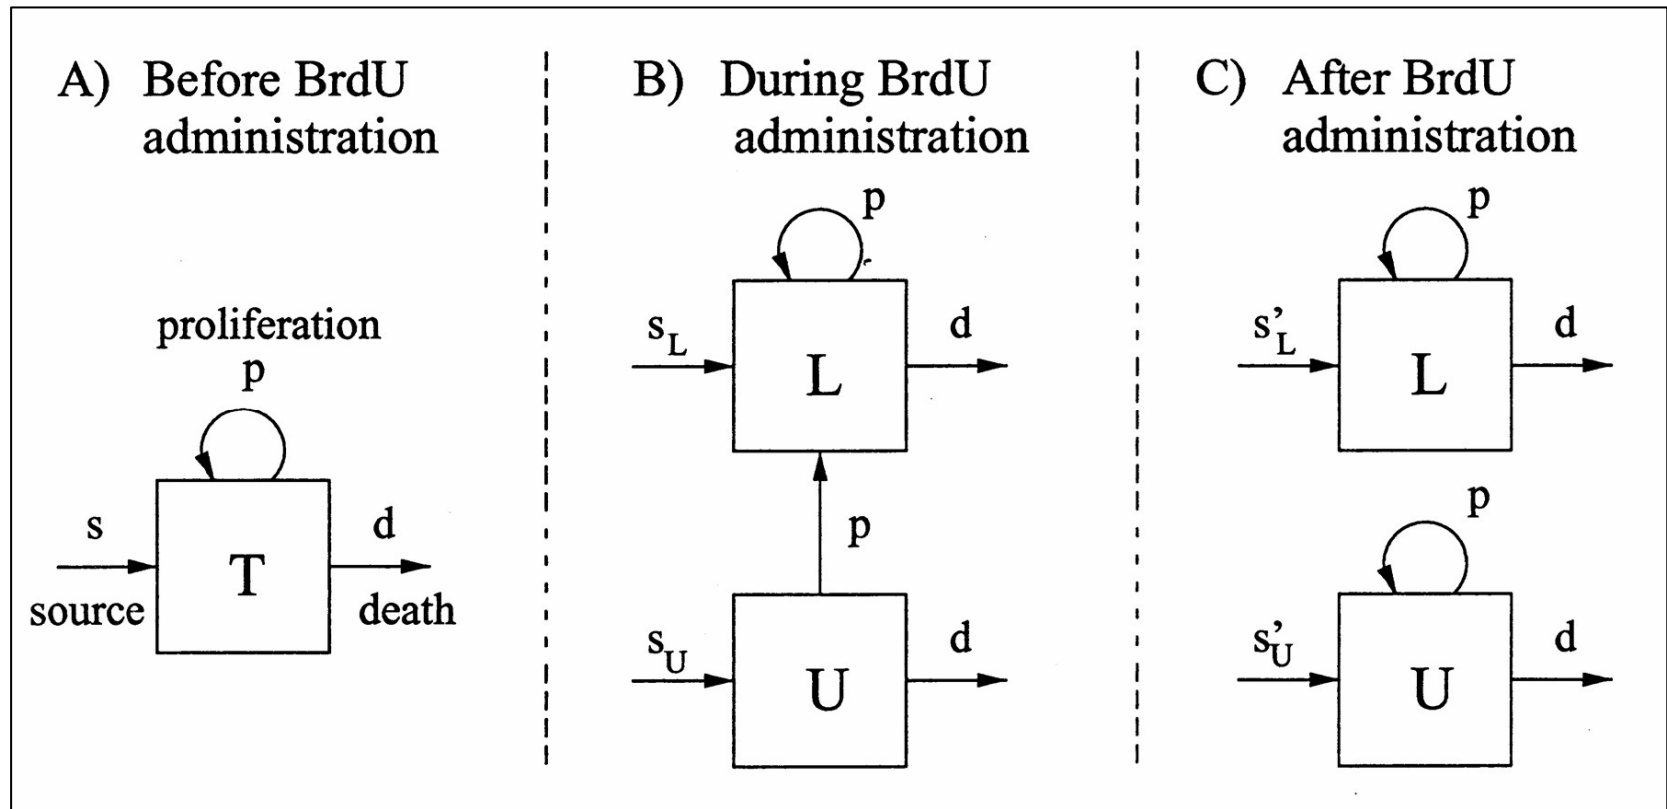 A) Before BrdU
administration
proliferation
p
s
d
T
source
death
B) During BrdU
administration
p
s_L
d
L
p
s_U
d
U
C) After BrdU
administration
p
s'_L
d
L
p
s'_U
d
U